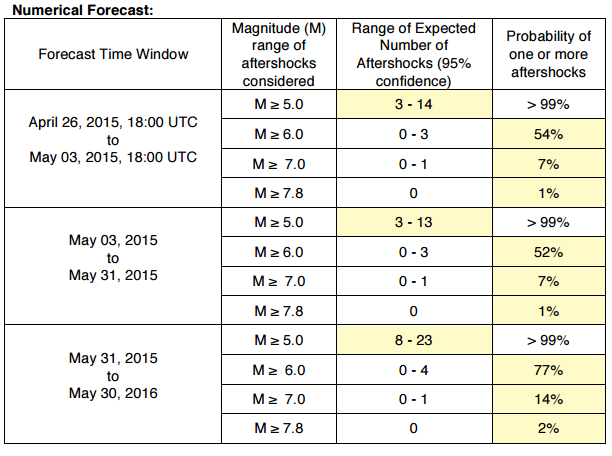 Numerical Forecast:
Forecast Time Window
Magnitude (M)
range of
aftershocks
considered
Range of Expected
Number of
Aftershocks (95%
confidence)
Probability of
one or more
aftershocks
April 26, 2015, 18:00 UTC
to
May 03, 2015, 18:00 UTC
M ≥ 5.0 3 - 14 > 99%
M ≥ 6.0 0 - 3 54%
M ≥ 7.0 0 - 1 7%
M ≥ 7.8 0 1%
May 03, 2015
to
May 31, 2015
M ≥ 5.0 3 - 13 > 99%
M ≥ 6.0 0 - 3 52%
M ≥ 7.0 0 - 1 7%
M ≥ 7.8 0 1%
May 31, 2015
to
May 30, 2016
M ≥ 5.0 8 - 23 > 99%
M ≥ 6.0 0 - 4 77%
M ≥ 7.0 0 - 1 14%
M ≥ 7.8 0 2%